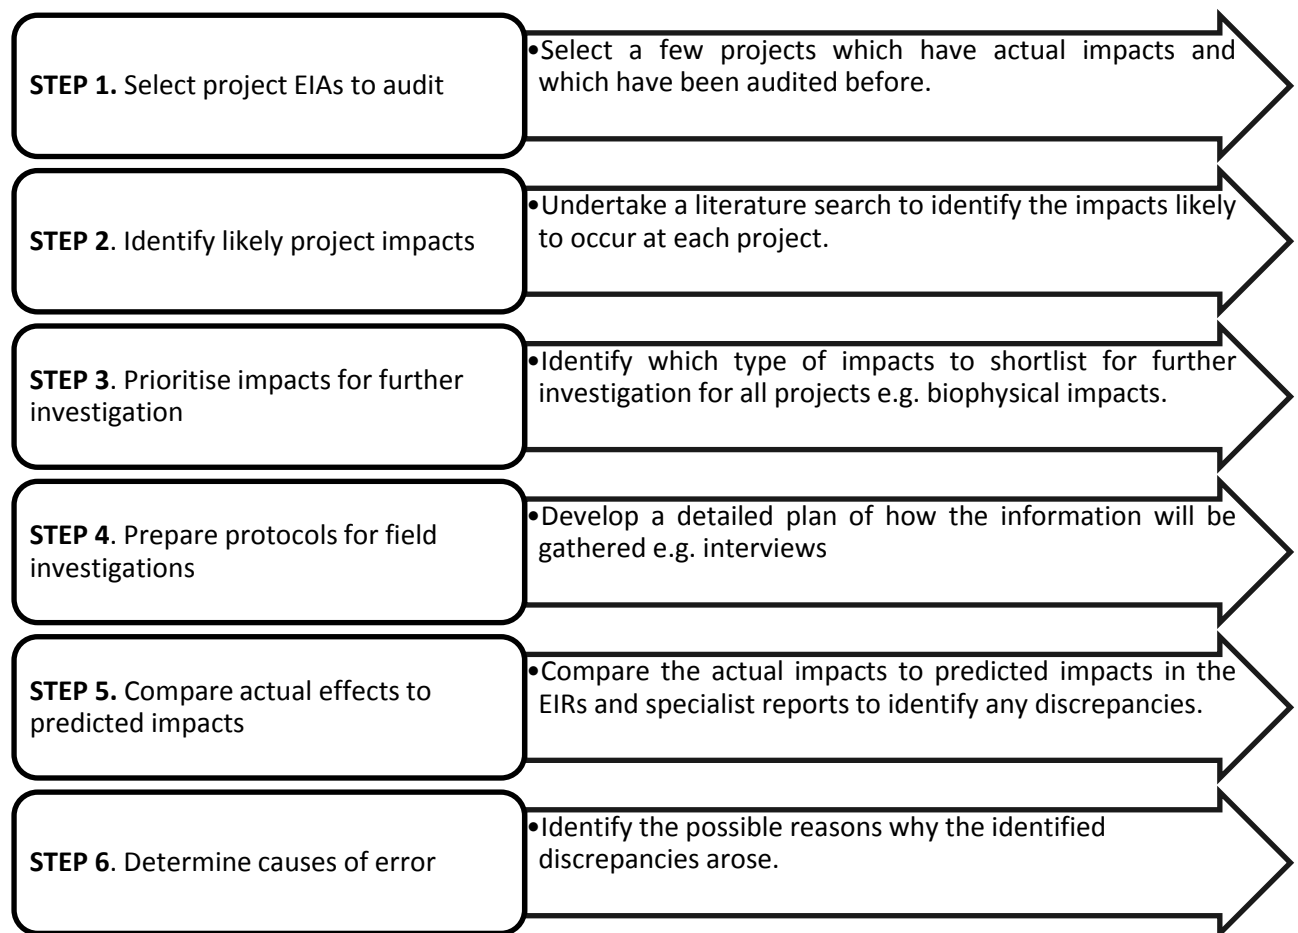 STEP 1. Select project EIAs to audit
•Select a few projects which have actual impacts and
which have been audited before.
STEP 2. Identify likely project impacts
•Undertake a literature search to identify the impacts likely
to occur at each project.
STEP 3. Prioritise impacts for further
investigation
•Identify which type of impacts to shortlist for further
investigation for all projects e.g. biophysical impacts.
STEP 4. Prepare protocols for field
investigations
•Develop a detailed plan of how the information will be
gathered e.g. interviews
STEP 5. Compare actual effects to
predicted impacts
•Compare the actual impacts to predicted impacts in the
EIRs and specialist reports to identify any discrepancies.
STEP 6. Determine causes of error
•Identify the possible reasons why the identified
discrepancies arose.